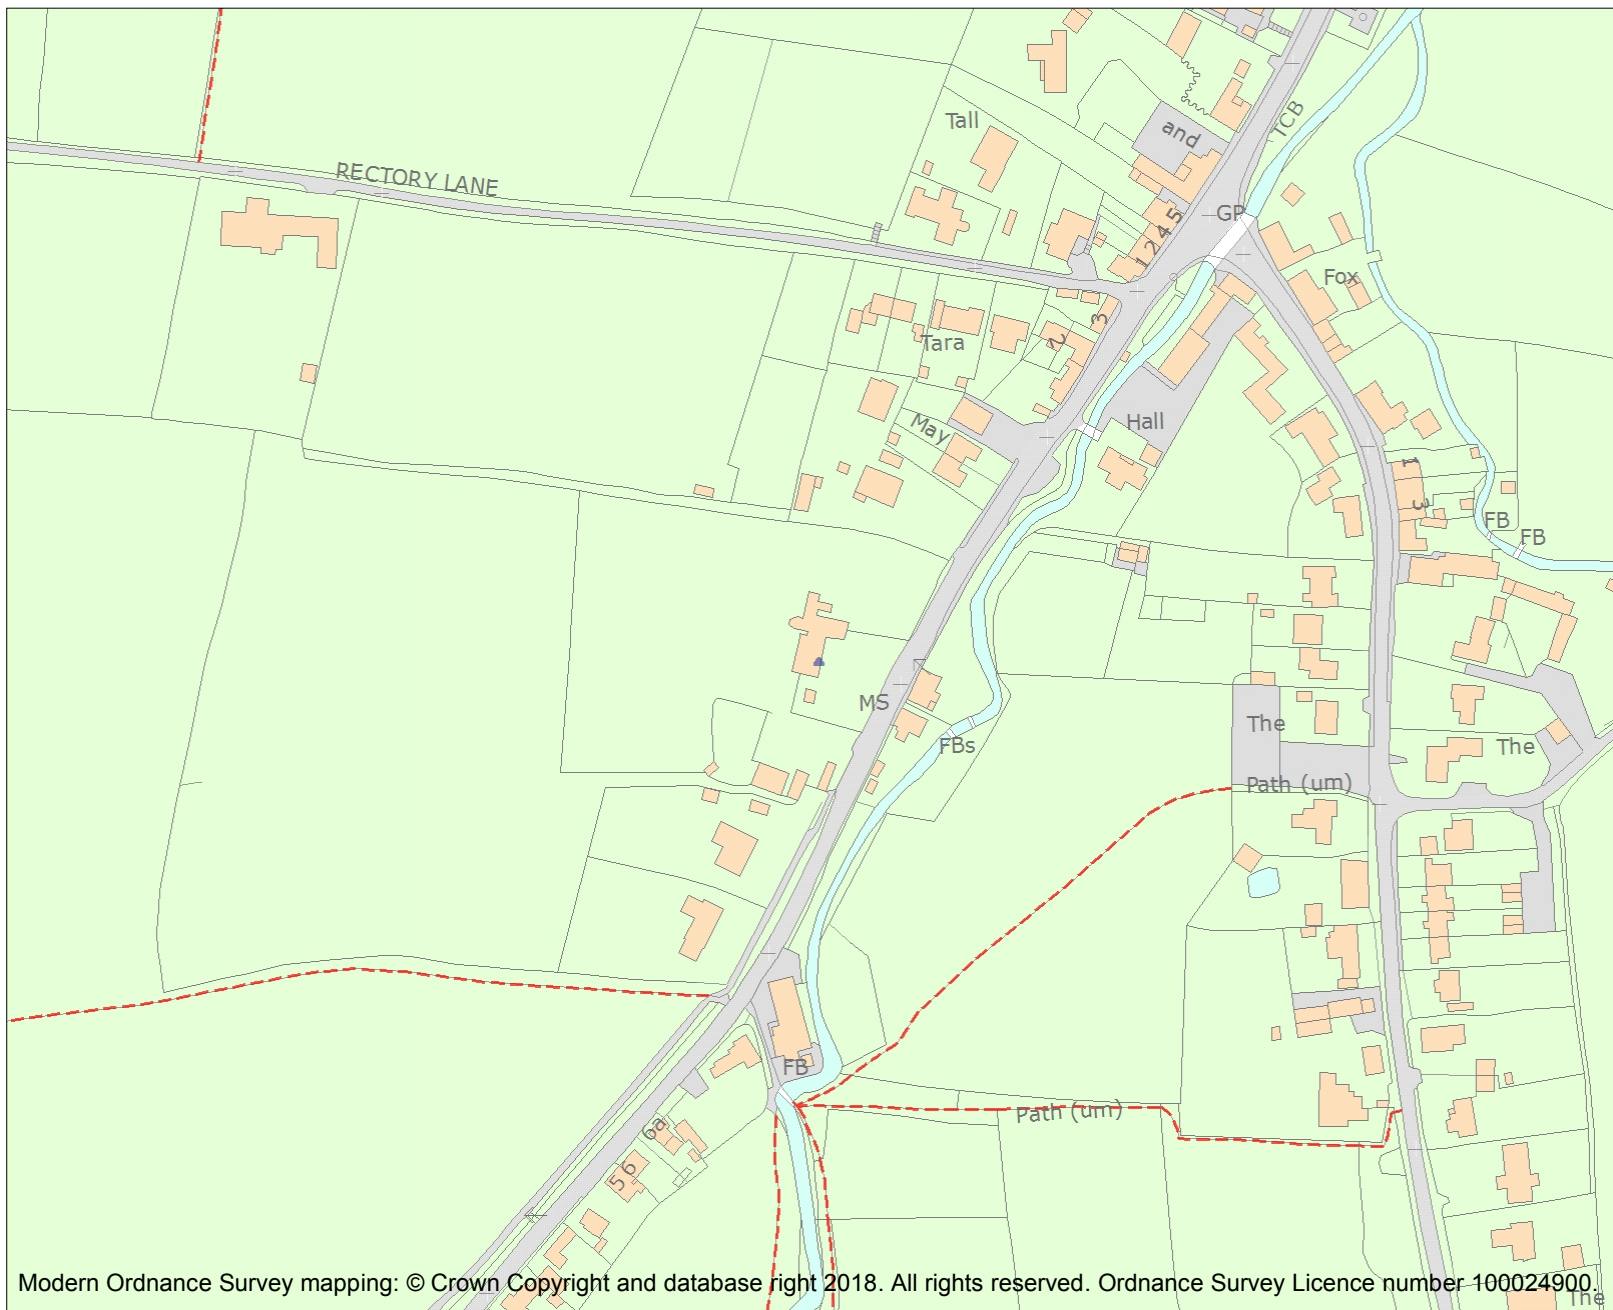 Tall
and
TCB
RECTORY LANE
GP
1 2 4 5
Fox
3
2
Tara
May
Hall
1
3
FB
FB
MS
FBs
The
The
Path (um)
FB
Path (um)
6a
5 6
Modern Ordnance Survey mapping: © Crown Copyright and database right 2018. All rights reserved. Ordnance Survey Licence number 100024900.
The